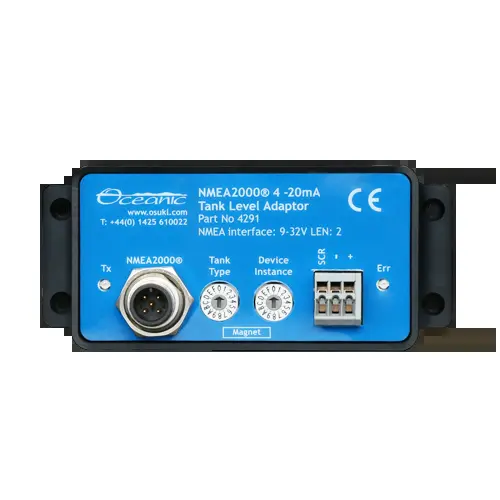 Oceanic
www.osukl.com
T: +44(0) 1425 610022
NMEA2000® 4 -20mA
Tank Level Adaptor
Part No 4291
NMEA interface: 9-32V LEN: 2
CE
Tx
NMEA2000®
Tank
Type
Device
Instance
SCR
-
+
Err
Magnet